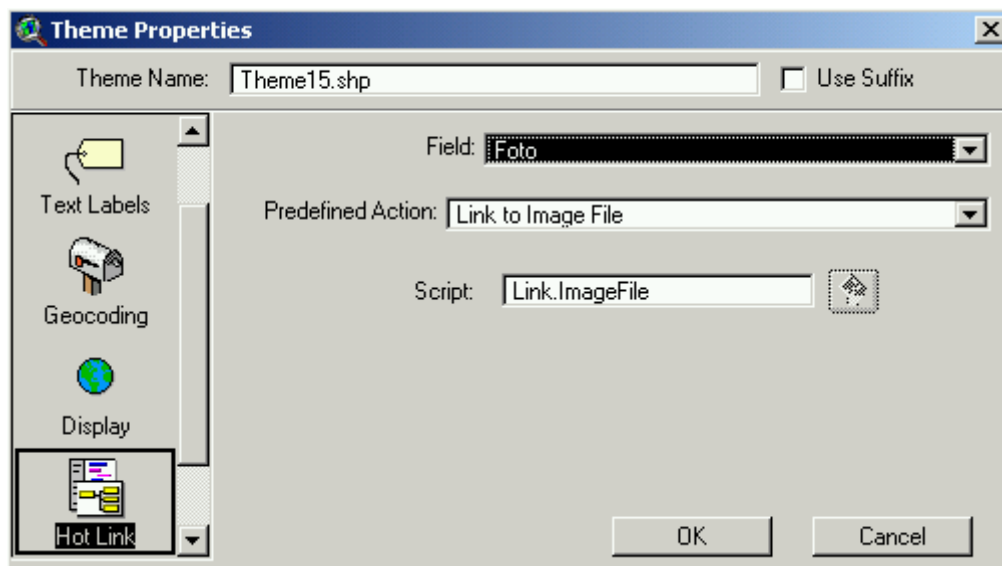 Theme Properties
Theme Name: Theme15.shp Use Suffix
Text Labels
Geocoding
Display
Hot Link
Field: Foto
Predefined Action: Link to Image File
Script: Link.ImageFile
OK Cancel